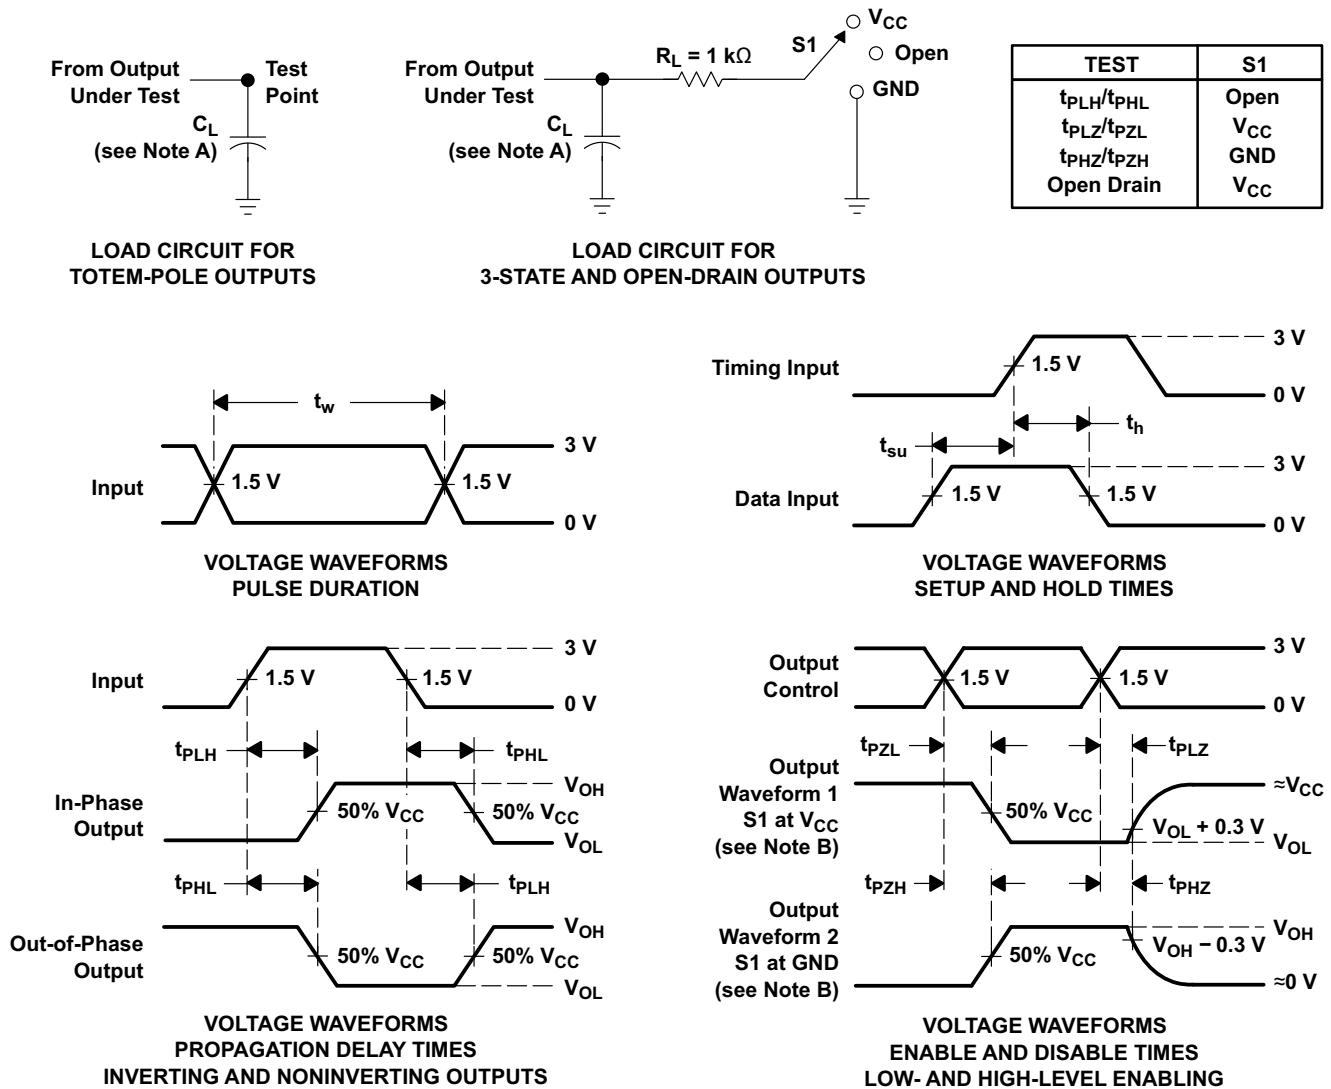 From Output
Under Test
Test
Point
CL
(see Note A)
LOAD CIRCUIT FOR
TOTEM-POLE OUTPUTS
From Output
Under Test
RL = 1 kΩ
S1
VCC
Open
GND
CL
(see Note A)
LOAD CIRCUIT FOR
3-STATE AND OPEN-DRAIN OUTPUTS
TEST S1
tPLH/tPHL Open
tPLZ/tPZL VCC
tPHZ/tPZH GND
Open Drain VCC
tw
Input
1.5 V
1.5 V
3 V
0 V
VOLTAGE WAVEFORMS
PULSE DURATION
Timing Input
1.5 V
3 V
0 V
tsu
th
Data Input
1.5 V
1.5 V
3 V
0 V
VOLTAGE WAVEFORMS
SETUP AND HOLD TIMES
Input
1.5 V
1.5 V
3 V
0 V
tPLH
tPHL
In-Phase
Output
50% VCC
50% VCC
VOH
VOL
tPHL
tPLH
Out-of-Phase
Output
50% VCC
50% VCC
VOH
VOL
VOLTAGE WAVEFORMS
PROPAGATION DELAY TIMES
INVERTING AND NONINVERTING OUTPUTS
Output
Control
1.5 V
1.5 V
3 V
0 V
tPZL
tPLZ
Output
Waveform 1
S1 at VCC
(see Note B)
50% VCC
VOL + 0.3 V
≈VCC
VOL
tPZH
tPHZ
Output
Waveform 2
S1 at GND
(see Note B)
50% VCC
VOH − 0.3 V
VOH
≈0 V
VOLTAGE WAVEFORMS
ENABLE AND DISABLE TIMES
LOW- AND HIGH-LEVEL ENABLING